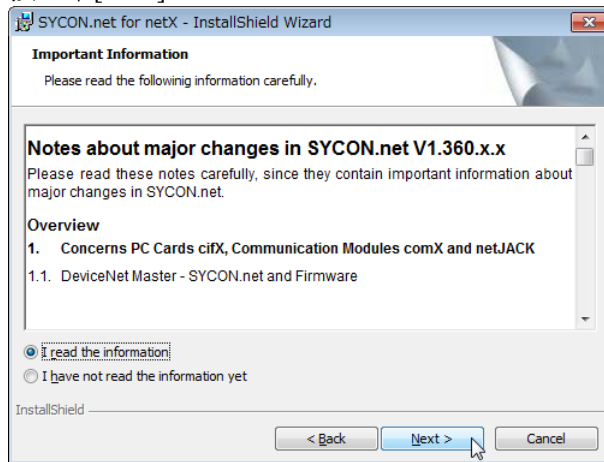 SYCON.net for netX - InstallShield Wizard
Important Information
Please read the followinig information carefully.
Notes about major changes in SYCON.net V1.360.x.x
Please read these notes carefully, since they contain important information about
major changes in SYCON.net.
Overview
1. Concerns PC Cards cifX, Communication Modules comX and netJACK
1.1. DeviceNet Master - SYCON.net and Firmware
I read the information
I have not read the information yet
InstallShield
< Back Next > Cancel